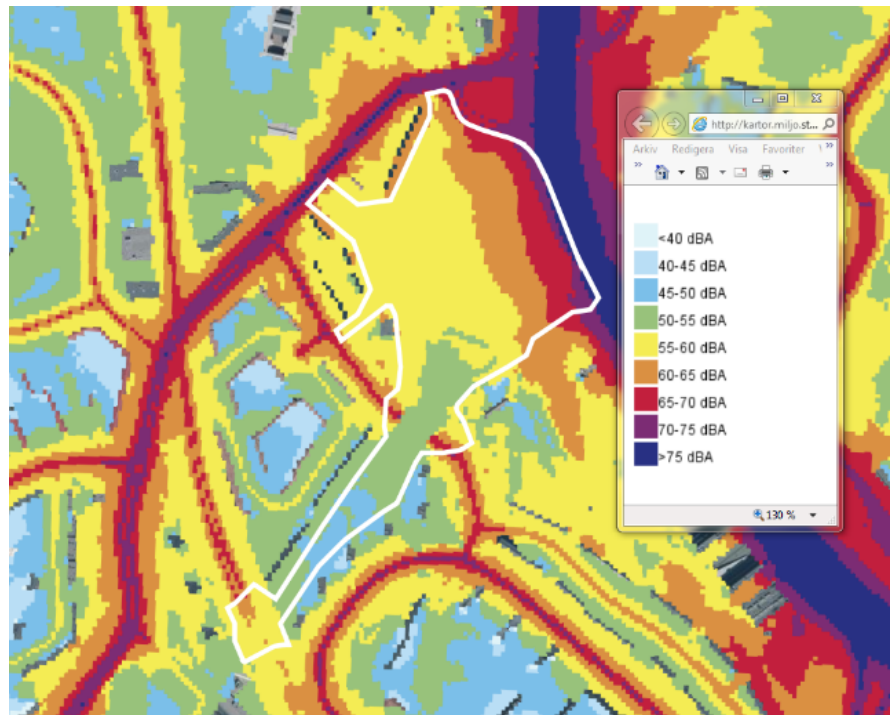 http://kartor.miljo.st...
Arkiv Redigera Visa Favoriter
<40 dBA
40-45 dBA
45-50 dBA
50-55 dBA
55-60 dBA
60-65 dBA
65-70 dBA
70-75 dBA
>75 dBA
130 %